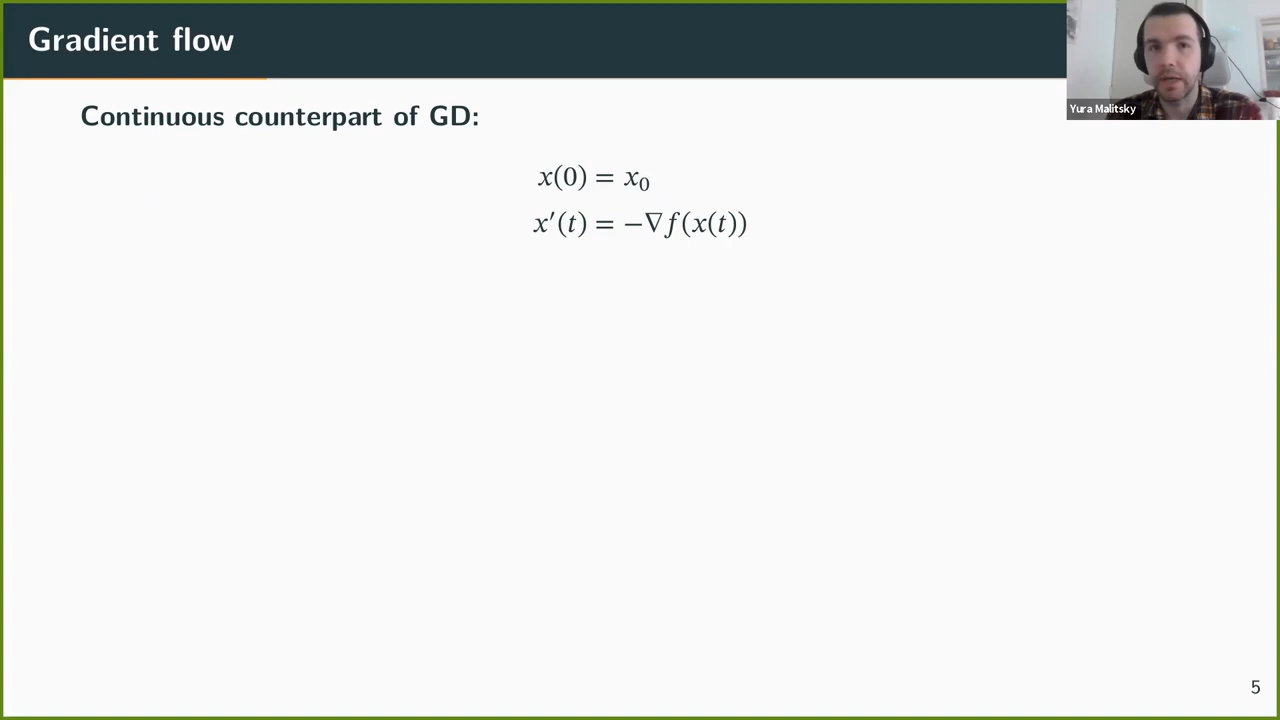 Gradient flow
Yura Malitsky
Continuous counterpart of GD:
x(0) = x₀
x′(t) = −∇f(x(t))
5